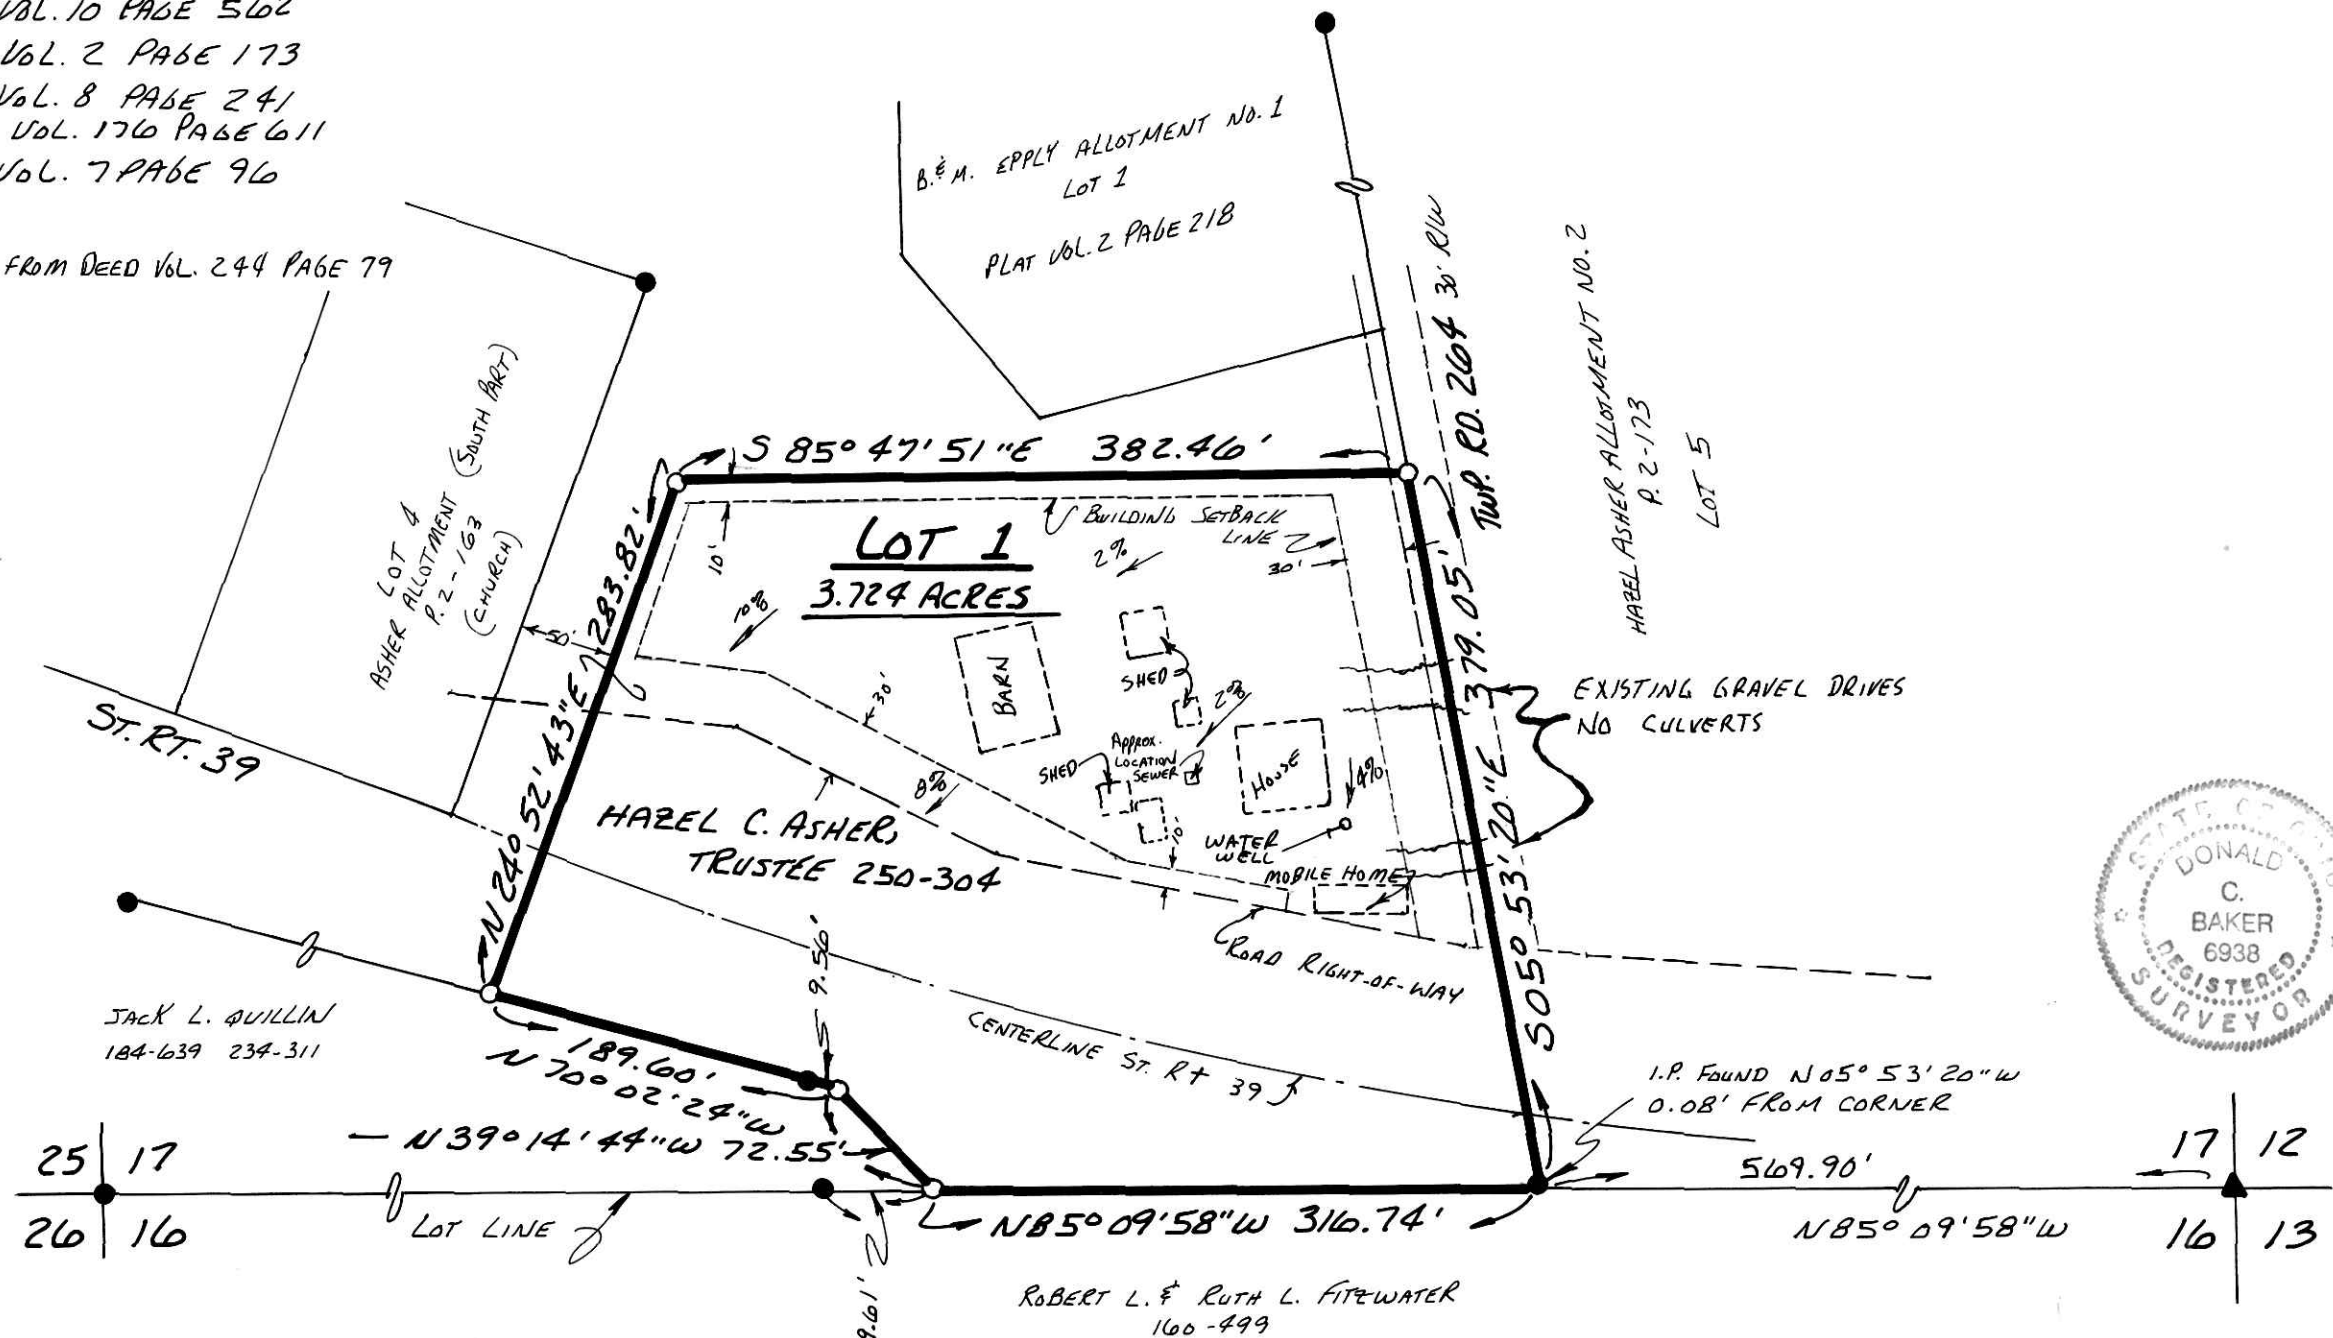 VOL. 10 PAGE 562
VOL. 2 PAGE 173
VOL. 8 PAGE 241
VOL. 176 PAGE 611
VOL. 7 PAGE 96
FROM DEED VOL. 244 PAGE 79
B. & M. EPPLY ALLOTMENT NO. 1
LOT 1
PLAT VOL. 2 PAGE 218
TWP. RD. 264 30' R/W
HAZEL ASHER ALLOTMENT NO. 2
P. 2-173
LOT 5
LOT 4
ASHER ALLOTMENT (SOUTH PART)
P. 2-163
(CHURCH)
ST. RT. 39
S 85° 47' 51" E 382.46'
BUILDING SETBACK
LINE
10'
30'
LOT 1
3.724 ACRES
2%
10%
N 24° 52' 43" E 283.82'
50'
30'
BARN
SHED
2%
APPROX.
LOCATION
SEWER
SHED
HOUSE
4%
8%
10'
WATER
WELL
MOBILE HOME
S 05° 53' 20" E 379.05'
EXISTING GRAVEL DRIVES
NO CULVERTS
HAZEL C. ASHER,
TRUSTEE 250-304
ROAD RIGHT-OF-WAY
CENTERLINE ST. Rt 39
STATE OF OHIO
DONALD
C.
BAKER
6938
REGISTERED
SURVEYOR
JACK L. QUILLIN
184-639 234-311
189.60'
N 70° 02' 24" W
9.56'
N 39° 14' 44" W 72.55'
I.P. FOUND N 05° 53' 20" W
0.08' FROM CORNER
25 17
26 16
LOT LINE
9.61'
N 85° 09' 58" W 316.74'
569.90'
N 85° 09' 58" W
17 12
16 13
ROBERT L. & RUTH L. FITZWATER
160-499